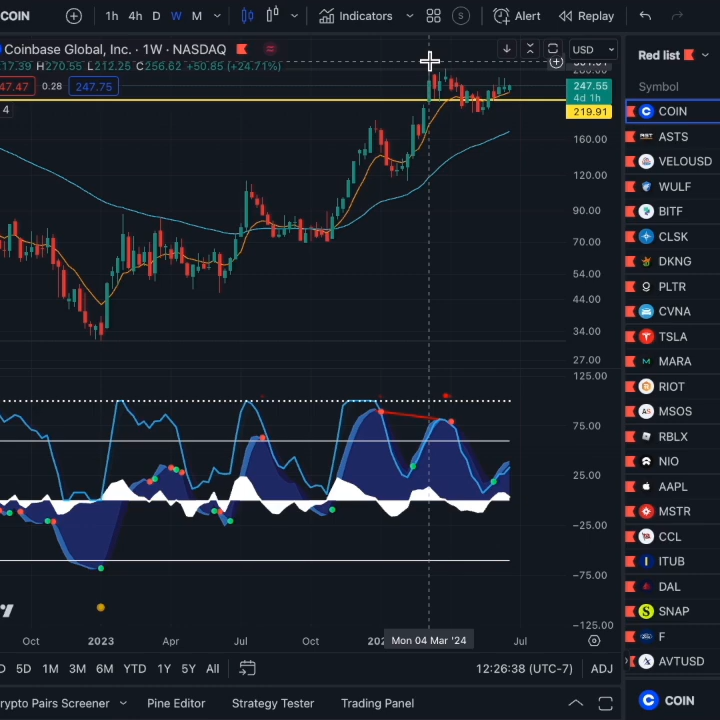 COIN 1h 4h D W M Indicators S Alert Replay
Coinbase Global, Inc. · 1W · NASDAQ USD
217.39 H270.55 L212.25 C256.62 +50.85 (+24.71%)
247.47 0.28 247.75
4
247.55
4d 1h
219.91
160.00
120.00
90.00
70.00
54.00
44.00
34.00
27.00
125.00
75.00
25.00
−25.00
−75.00
−125.00
Oct 2023 Apr Jul Oct Mon 04 Mar '24 Jul
5D 1M 3M 6M YTD 1Y 5Y All 12:26:38 (UTC-7) ADJ
rypto Pairs Screener Pine Editor Strategy Tester Trading Panel
Red list
Symbol
COIN
ASTS
VELOUSD
WULF
BITF
CLSK
DKNG
PLTR
CVNA
TSLA
MARA
RIOT
MSOS
RBLX
NIO
AAPL
MSTR
CCL
ITUB
DAL
SNAP
F
AVTUSD
COIN